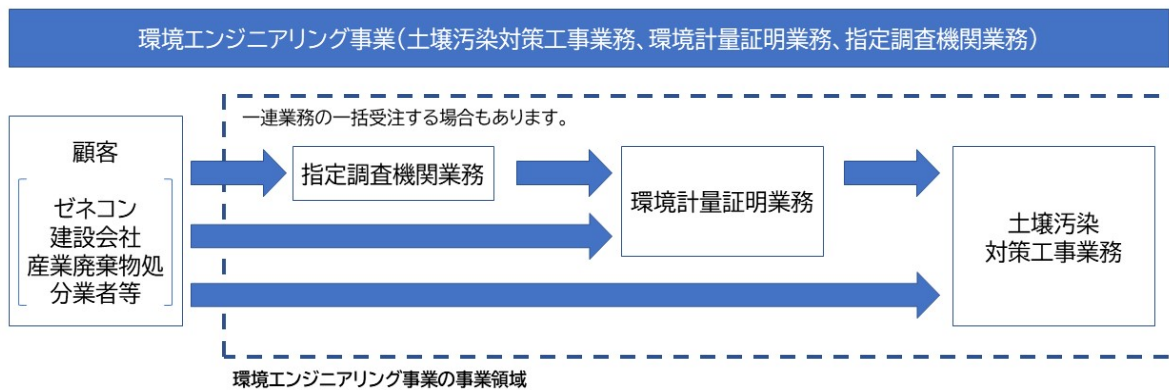 環境エンジニアリング事業(土壌汚染対策工事業務、環境計量証明業務、指定調査機関業務)
一連業務の一括受注する場合もあります。
顧客
ゼネコン
建設会社
産業廃棄物処
分業者等
指定調査機関業務
環境計量証明業務
土壌汚染
対策工事業務
環境エンジニアリング事業の事業領域